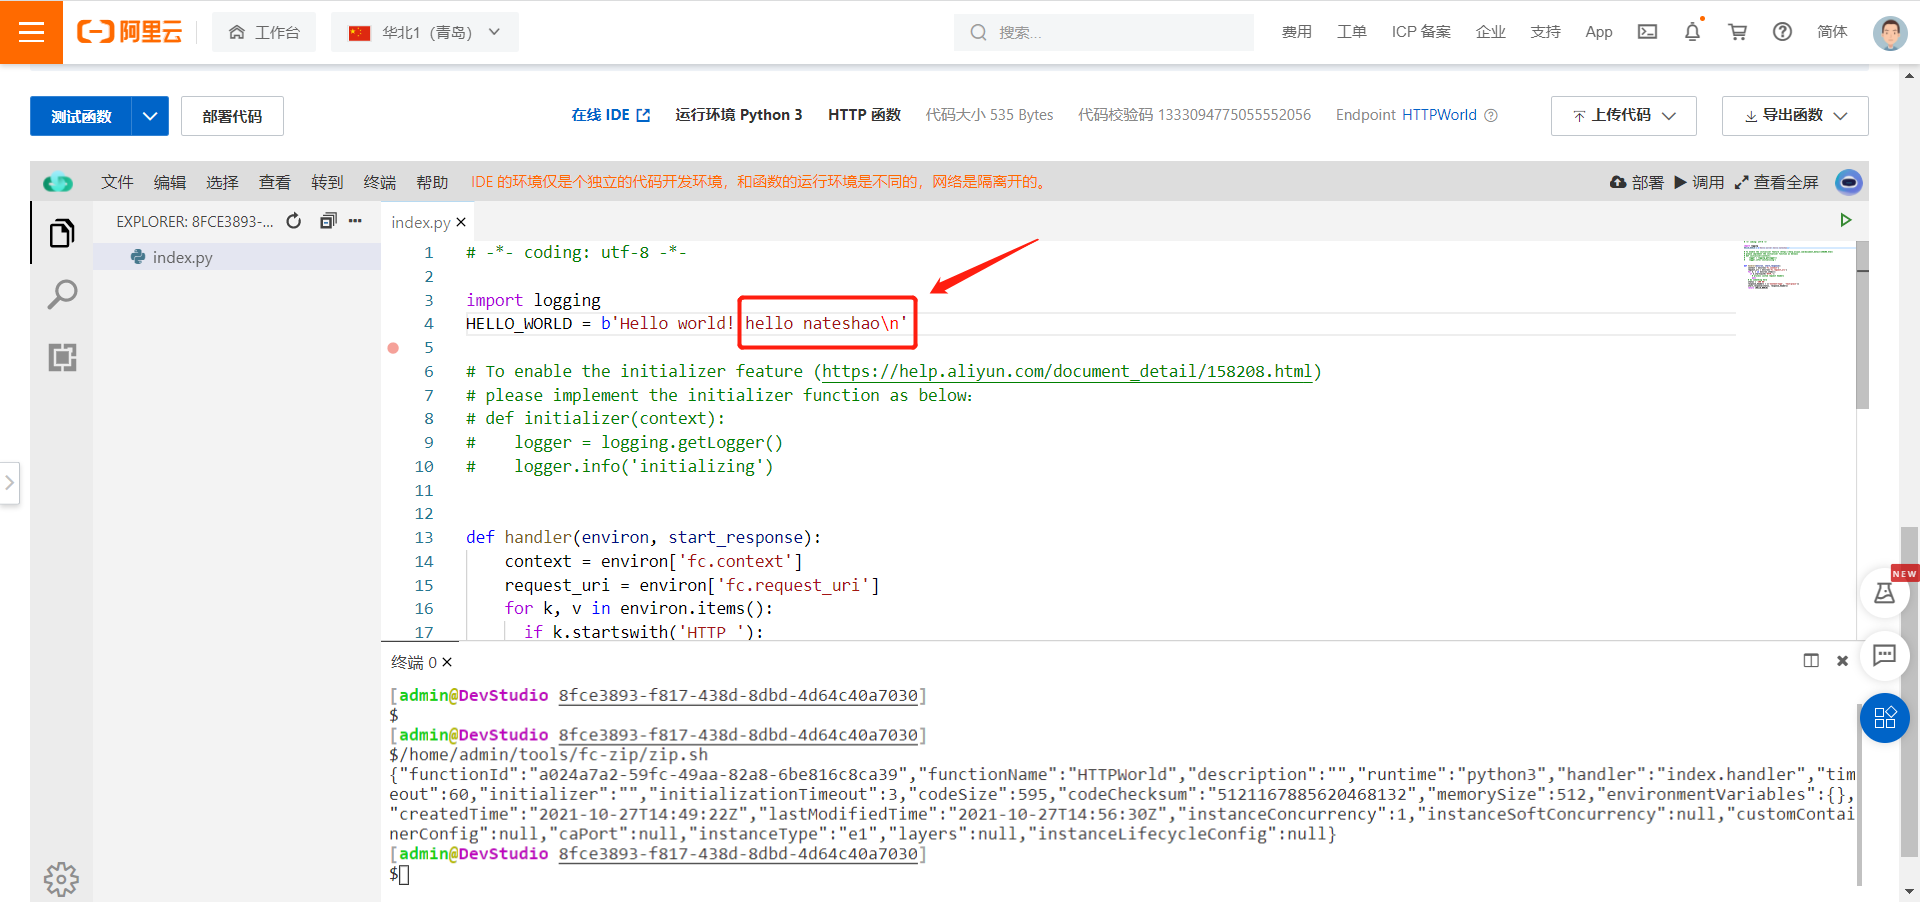 阿里云 工作台 华北1（青岛） 搜索... 费用 工单 ICP 备案 企业 支持 App 简体
测试函数 部署代码 在线 IDE 运行环境 Python 3 HTTP 函数 代码大小 535 Bytes 代码校验码 1333094775055552056 Endpoint HTTPWorld 上传代码 导出函数
文件 编辑 选择 查看 转到 终端 帮助 IDE 的环境仅是个独立的代码开发环境，和函数的运行环境是不同的，网络是隔离开的。 部署 调用 查看全屏
EXPLORER: 8FCE3893-...
index.py
index.py
1 # -*- coding: utf-8 -*-
2
3 import logging
4 HELLO_WORLD = b'Hello world! hello nateshao\n'
5
6 # To enable the initializer feature (https://help.aliyun.com/document_detail/158208.html)
7 # please implement the initializer function as below:
8 # def initializer(context):
9 #    logger = logging.getLogger()
10 #    logger.info('initializing')
11
12
13 def handler(environ, start_response):
14     context = environ['fc.context']
15     request_uri = environ['fc.request_uri']
16     for k, v in environ.items():
17       if k.startswith('HTTP_'):
NEW
终端 0
[admin@DevStudio 8fce3893-f817-438d-8dbd-4d64c40a7030]
$
[admin@DevStudio 8fce3893-f817-438d-8dbd-4d64c40a7030]
$/home/admin/tools/fc-zip/zip.sh
{"functionId":"a024a7a2-59fc-49aa-82a8-6be816c8ca39","functionName":"HTTPWorld","description":"","runtime":"python3","handler":"index.handler","tim
eout":60,"initializer":"","initializationTimeout":3,"codeSize":595,"codeChecksum":"5121167885620468132","memorySize":512,"environmentVariables":{},
"createdTime":"2021-10-27T14:49:22Z","lastModifiedTime":"2021-10-27T14:56:30Z","instanceConcurrency":1,"instanceSoftConcurrency":null,"customContai
nerConfig":null,"caPort":null,"instanceType":"e1","layers":null,"instanceLifecycleConfig":null}
[admin@DevStudio 8fce3893-f817-438d-8dbd-4d64c40a7030]
$